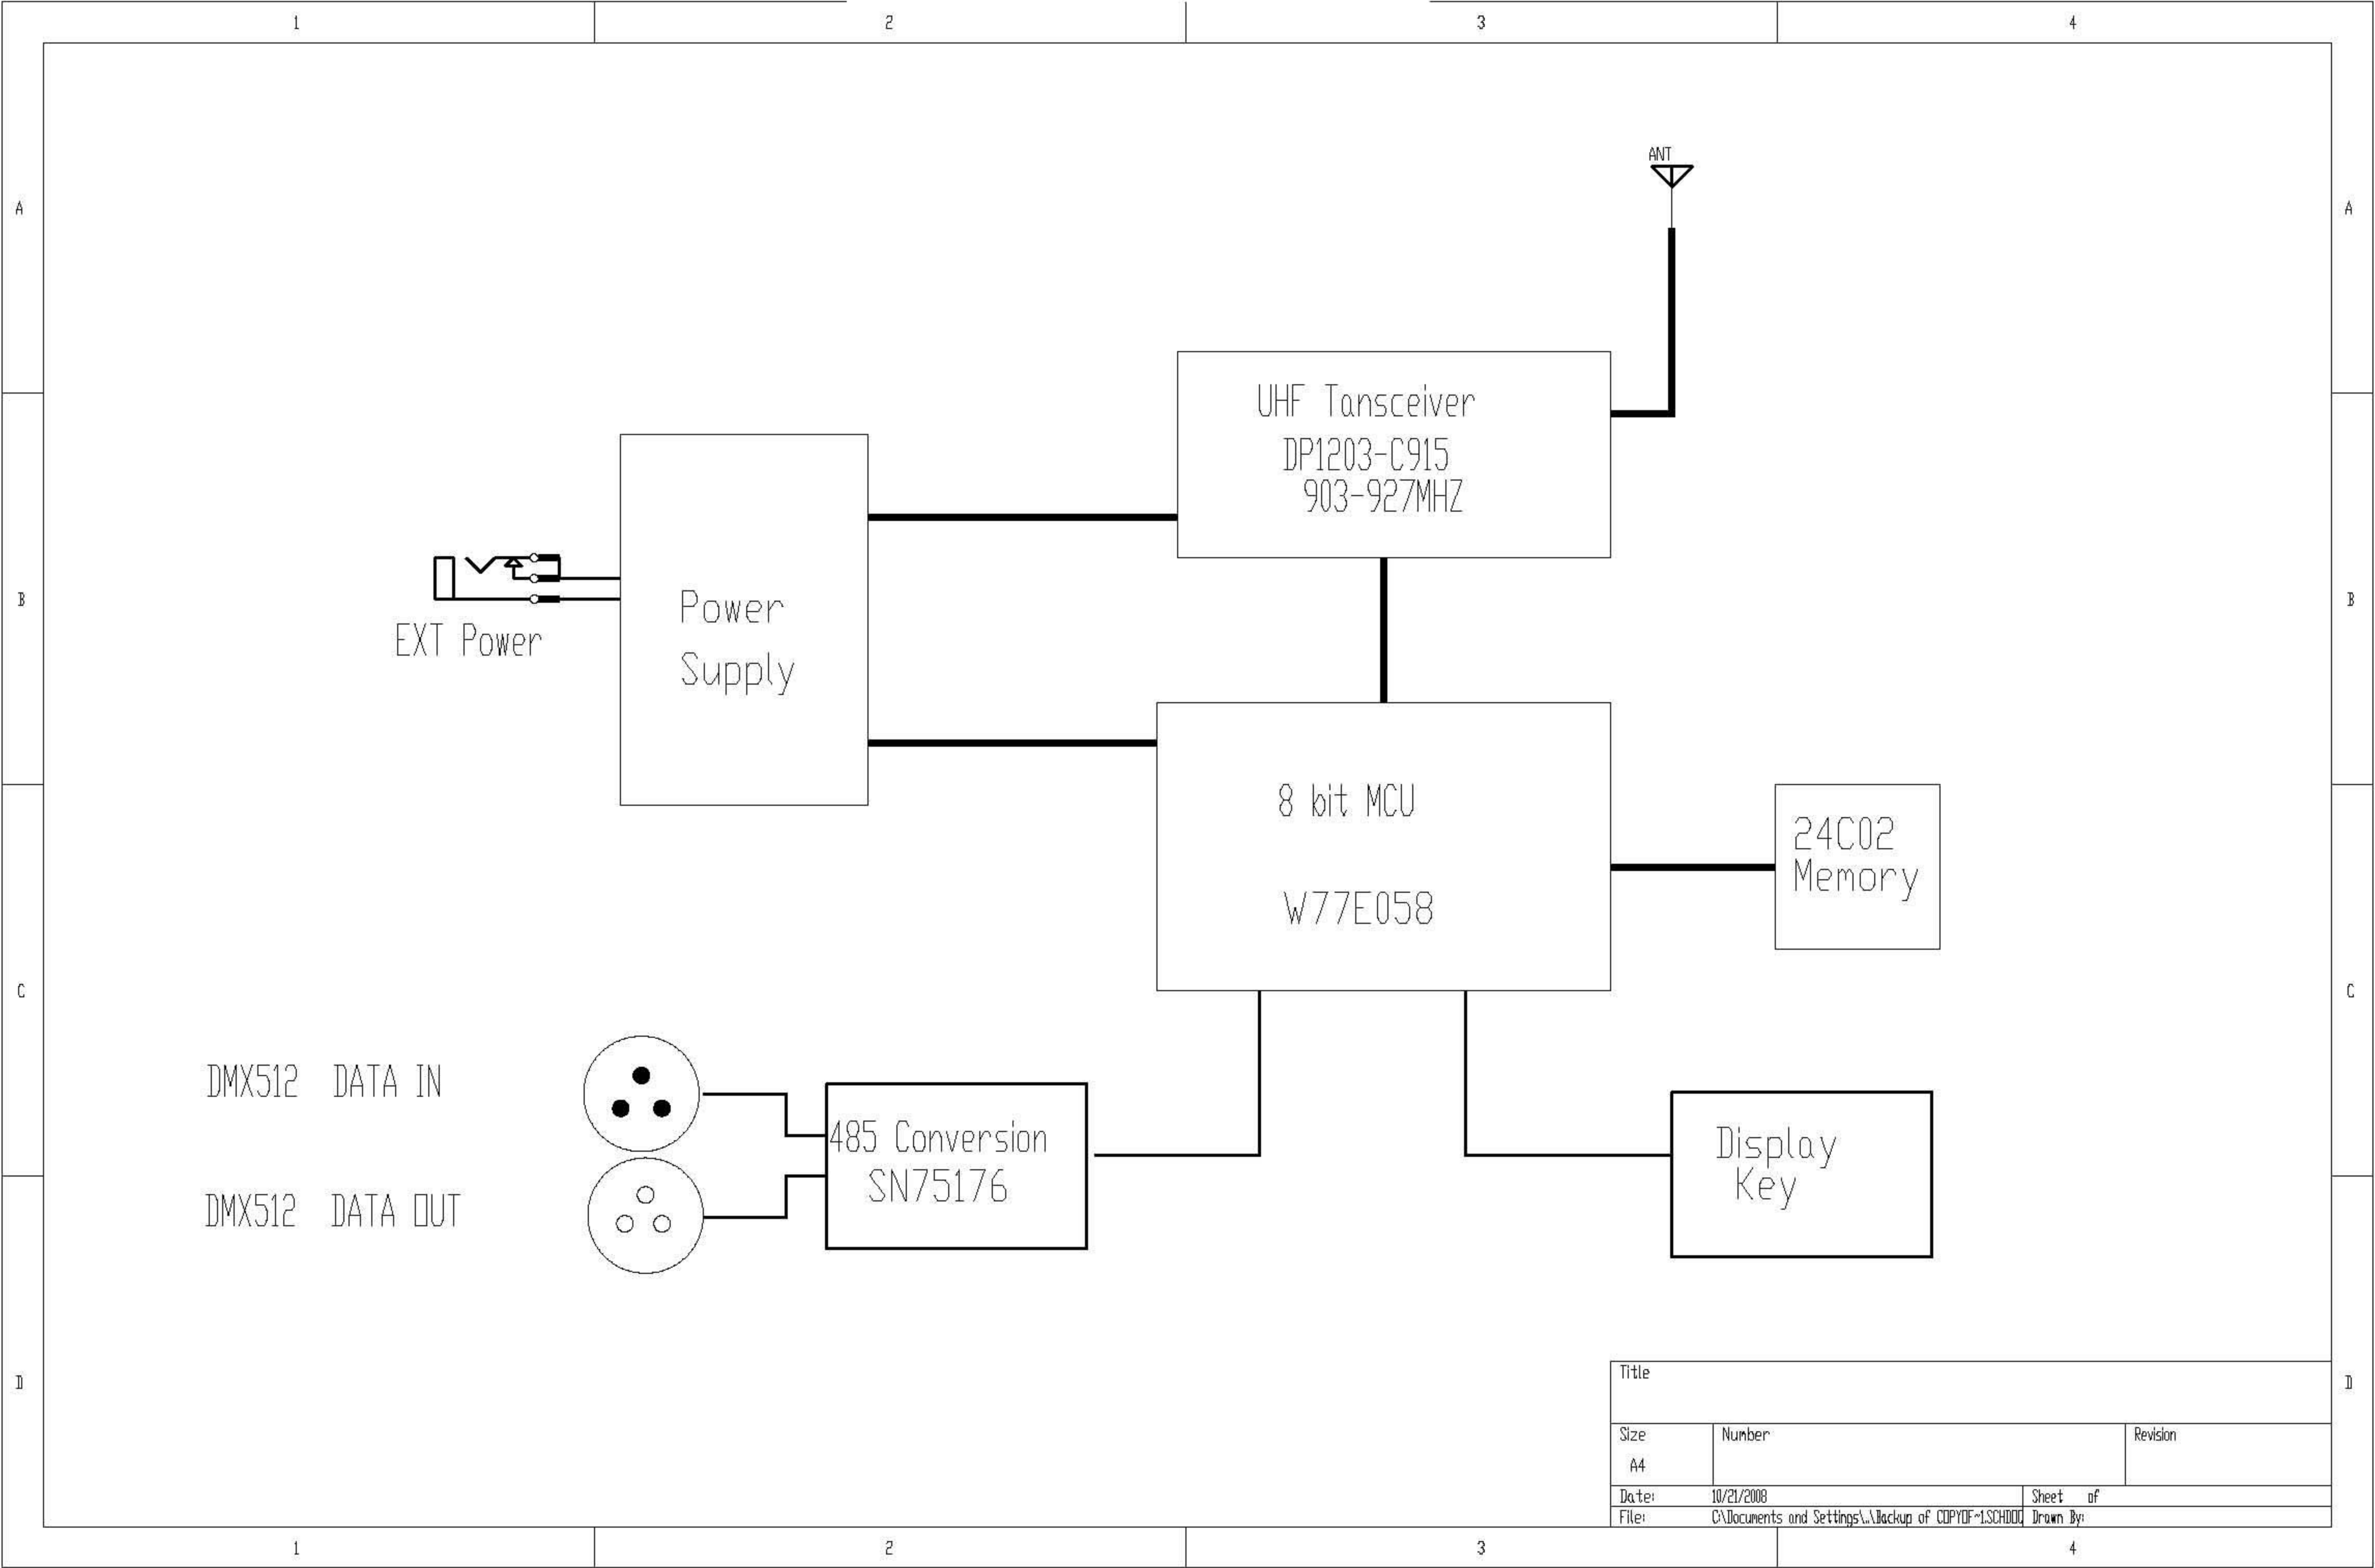 1 2 3 4
A A
ANT
UHF Tansceiver
DP1203-C915
903-927MHZ
B B
Power
Supply
EXT Power
8 bit MCU
W77E058
24C02
Memory
C C
DMX512 DATA IN
485 Conversion
SN75176
DMX512 DATA OUT
Display
Key
D D
Title
Size Number Revision
A4
Date: 10/21/2008 Sheet of
File: C:\Documents and Settings\..\Backup of COPYOF~1.SCHDOC Drawn By:
1 2 3 4